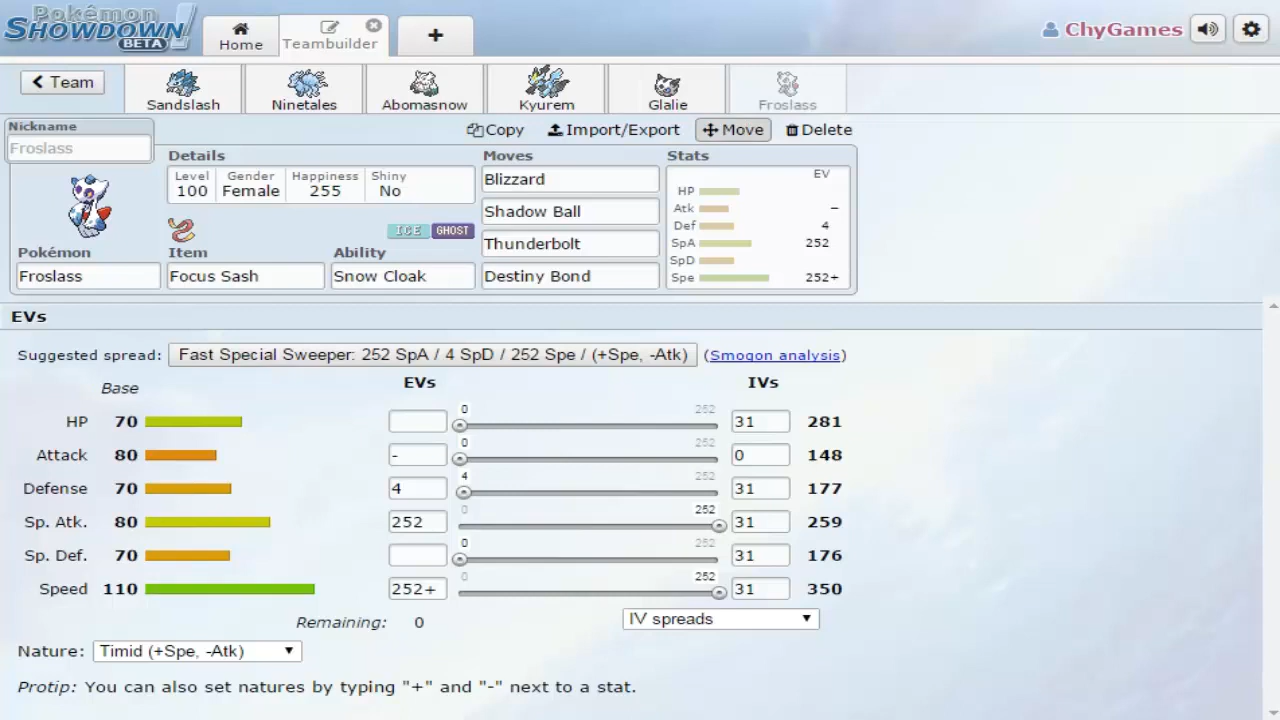 Pokémon
SHOWDOWN!
BETA
Home
Teambuilder
+
ChyGames
Team
Sandslash
Ninetales
Abomasnow
Kyurem
Glalie
Froslass
Nickname
Froslass
Copy
Import/Export
Move
Delete
Details
Level Gender Happiness Shiny
100 Female 255 No
ICE GHOST
Pokémon
Froslass
Item
Focus Sash
Ability
Snow Cloak
Moves
Blizzard
Shadow Ball
Thunderbolt
Destiny Bond
Stats
EV
HP
Atk –
Def 4
SpA 252
SpD
Spe 252+
EVs
Suggested spread: Fast Special Sweeper: 252 SpA / 4 SpD / 252 Spe / (+Spe, -Atk) (Smogon analysis)
Base EVs IVs
HP 70 0 252 31 281
Attack 80 - 0 252 0 148
Defense 70 4 4 252 31 177
Sp. Atk. 80 252 0 252 31 259
Sp. Def. 70 0 252 31 176
Speed 110 252+ 0 252 31 350
Remaining: 0 IV spreads
Nature: Timid (+Spe, -Atk)
Protip: You can also set natures by typing "+" and "-" next to a stat.